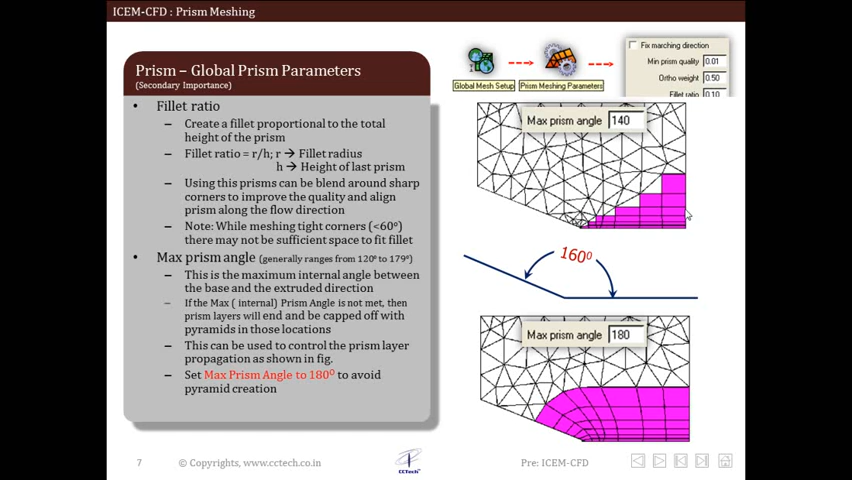 ICEM-CFD : Prism Meshing
Prism – Global Prism Parameters
(Secondary Importance)
• Fillet ratio
– Create a fillet proportional to the total
height of the prism
– Fillet ratio = r/h; r → Fillet radius
h → Height of last prism
– Using this prisms can be blend around sharp
corners to improve the quality and align
prism along the flow direction
– Note: While meshing tight corners (<60°)
there may not be sufficient space to fit fillet
• Max prism angle (generally ranges from 120° to 179°)
– This is the maximum internal angle between
the base and the extruded direction
– If the Max ( internal) Prism Angle is not met, then
prism layers will end and be capped off with
pyramids in those locations
– This can be used to control the prism layer
propagation as shown in fig.
– Set Max Prism Angle to 180⁰ to avoid
pyramid creation
Global Mesh Setup
Prism Meshing Parameters
Fix marching direction
Min prism quality 0.01
Ortho weight 0.50
Fillet ratio 0.10
Max prism angle 140
160⁰
Max prism angle 180
7
© Copyrights, www.cctech.co.in
CCTech
Pre: ICEM-CFD